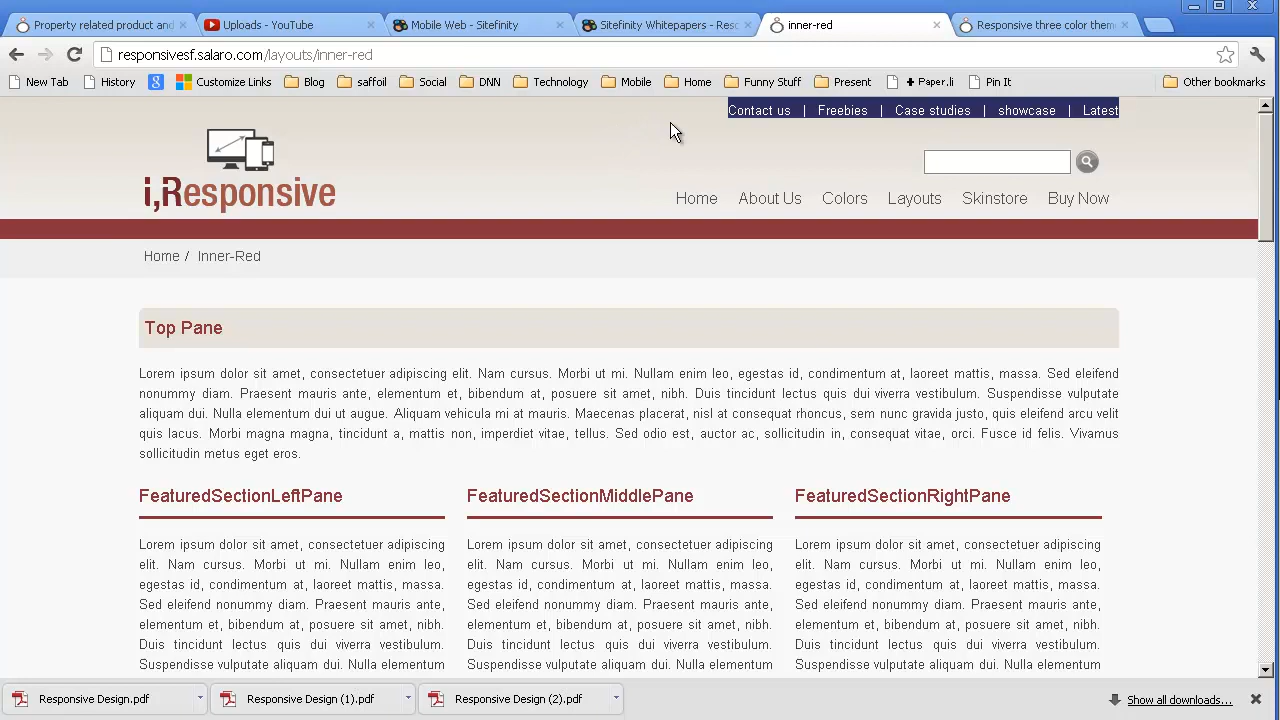 Property related product and
Uploads - YouTube
Mobile Web - Sitefinity
Sitefinity Whitepapers - Reso
inner-red
Responsive three color them
responsivesf.salaro.com/layouts/inner-red
New Tab
History
Customize Links
Blog
saffoil
Social
DNN
Technology
Mobile
Home
Funny Stuff
Present
+ Paper.li
Pin It
Other bookmarks
Contact us | Freebies | Case studies | showcase | Latest
i,Responsive
Home About Us Colors Layouts Skinstore Buy Now
Home / Inner-Red
Top Pane
Lorem ipsum dolor sit amet, consectetuer adipiscing elit. Nam cursus. Morbi ut mi. Nullam enim leo, egestas id, condimentum at, laoreet mattis, massa. Sed eleifend
nonummy diam. Praesent mauris ante, elementum et, bibendum at, posuere sit amet, nibh. Duis tincidunt lectus quis dui viverra vestibulum. Suspendisse vulputate
aliquam dui. Nulla elementum dui ut augue. Aliquam vehicula mi at mauris. Maecenas placerat, nisl at consequat rhoncus, sem nunc gravida justo, quis eleifend arcu velit
quis lacus. Morbi magna magna, tincidunt a, mattis non, imperdiet vitae, tellus. Sed odio est, auctor ac, sollicitudin in, consequat vitae, orci. Fusce id felis. Vivamus
sollicitudin metus eget eros.
FeaturedSectionLeftPane
Lorem ipsum dolor sit amet, consectetuer adipiscing
elit. Nam cursus. Morbi ut mi. Nullam enim leo,
egestas id, condimentum at, laoreet mattis, massa.
Sed eleifend nonummy diam. Praesent mauris ante,
elementum et, bibendum at, posuere sit amet, nibh.
Duis tincidunt lectus quis dui viverra vestibulum.
Suspendisse vulputate aliquam dui. Nulla elementum
FeaturedSectionMiddlePane
Lorem ipsum dolor sit amet, consectetuer adipiscing
elit. Nam cursus. Morbi ut mi. Nullam enim leo,
egestas id, condimentum at, laoreet mattis, massa.
Sed eleifend nonummy diam. Praesent mauris ante,
elementum et, bibendum at, posuere sit amet, nibh.
Duis tincidunt lectus quis dui viverra vestibulum.
Suspendisse vulputate aliquam dui. Nulla elementum
FeaturedSectionRightPane
Lorem ipsum dolor sit amet, consectetuer adipiscing
elit. Nam cursus. Morbi ut mi. Nullam enim leo,
egestas id, condimentum at, laoreet mattis, massa.
Sed eleifend nonummy diam. Praesent mauris ante,
elementum et, bibendum at, posuere sit amet, nibh.
Duis tincidunt lectus quis dui viverra vestibulum.
Suspendisse vulputate aliquam dui. Nulla elementum
Responsive Design.pdf
Responsive Design (1).pdf
Responsive Design (2).pdf
Show all downloads...